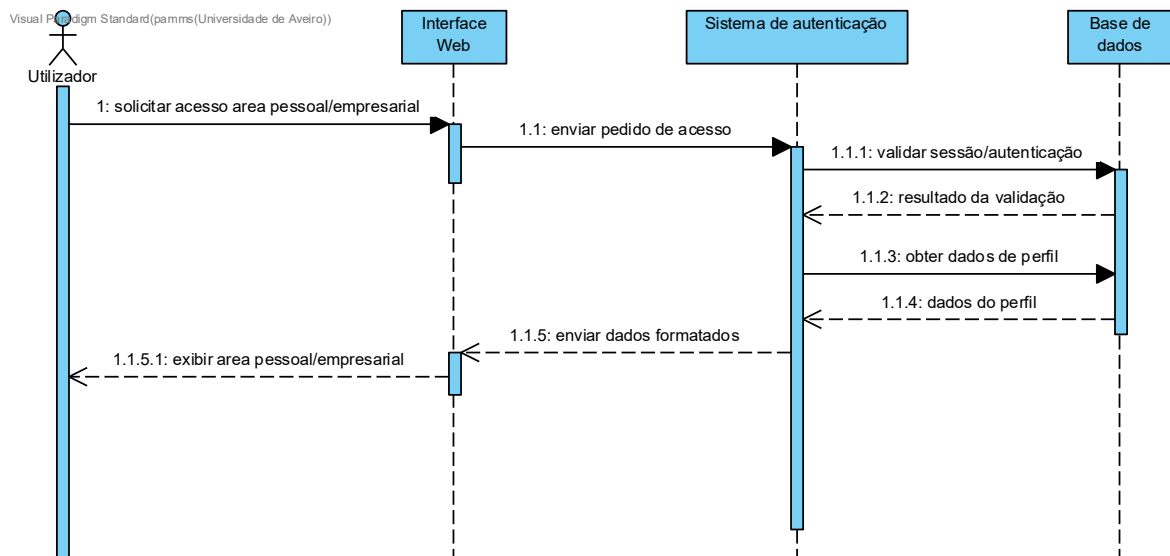 Visual Paradigm Standard(pamms(Universidade de Aveiro))
Utilizador
Interface
Web
Sistema de autenticação
Base de
dados
1: solicitar acesso area pessoal/empresarial
1.1: enviar pedido de acesso
1.1.1: validar sessão/autenticação
1.1.2: resultado da validação
1.1.3: obter dados de perfil
1.1.4: dados do perfil
1.1.5: enviar dados formatados
1.1.5.1: exibir area pessoal/empresarial